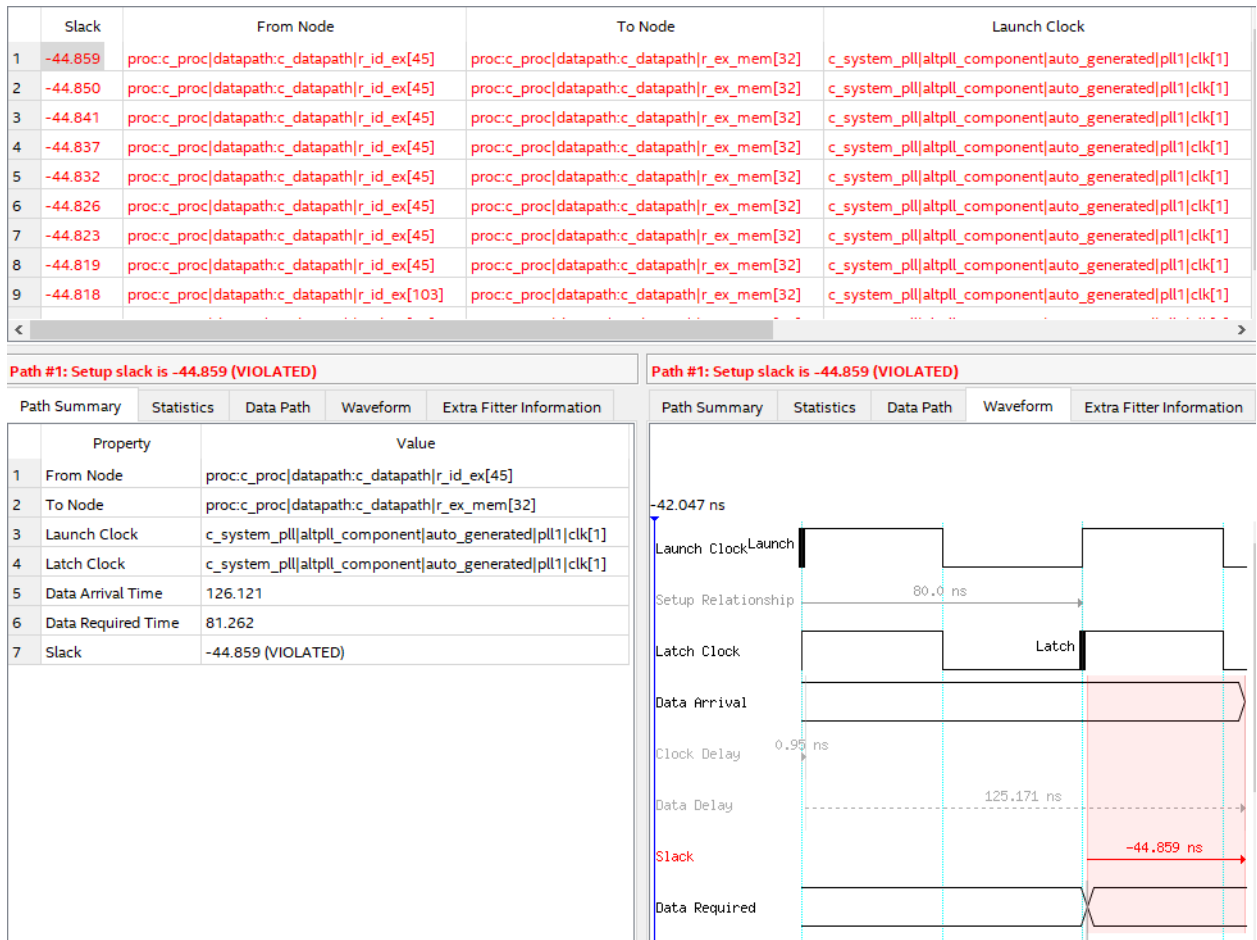 Slack From Node To Node Launch Clock
1 -44.859 proc:c_proc|datapath:c_datapath|r_id_ex[45] proc:c_proc|datapath:c_datapath|r_ex_mem[32] c_system_pll|altpll_component|auto_generated|pll1|clk[1]
2 -44.850 proc:c_proc|datapath:c_datapath|r_id_ex[45] proc:c_proc|datapath:c_datapath|r_ex_mem[32] c_system_pll|altpll_component|auto_generated|pll1|clk[1]
3 -44.841 proc:c_proc|datapath:c_datapath|r_id_ex[45] proc:c_proc|datapath:c_datapath|r_ex_mem[32] c_system_pll|altpll_component|auto_generated|pll1|clk[1]
4 -44.837 proc:c_proc|datapath:c_datapath|r_id_ex[45] proc:c_proc|datapath:c_datapath|r_ex_mem[32] c_system_pll|altpll_component|auto_generated|pll1|clk[1]
5 -44.832 proc:c_proc|datapath:c_datapath|r_id_ex[45] proc:c_proc|datapath:c_datapath|r_ex_mem[32] c_system_pll|altpll_component|auto_generated|pll1|clk[1]
6 -44.826 proc:c_proc|datapath:c_datapath|r_id_ex[45] proc:c_proc|datapath:c_datapath|r_ex_mem[32] c_system_pll|altpll_component|auto_generated|pll1|clk[1]
7 -44.823 proc:c_proc|datapath:c_datapath|r_id_ex[45] proc:c_proc|datapath:c_datapath|r_ex_mem[32] c_system_pll|altpll_component|auto_generated|pll1|clk[1]
8 -44.819 proc:c_proc|datapath:c_datapath|r_id_ex[45] proc:c_proc|datapath:c_datapath|r_ex_mem[32] c_system_pll|altpll_component|auto_generated|pll1|clk[1]
9 -44.818 proc:c_proc|datapath:c_datapath|r_id_ex[103] proc:c_proc|datapath:c_datapath|r_ex_mem[32] c_system_pll|altpll_component|auto_generated|pll1|clk[1]
Path #1: Setup slack is -44.859 (VIOLATED)
Path Summary Statistics Data Path Waveform Extra Fitter Information
Property Value
1 From Node proc:c_proc|datapath:c_datapath|r_id_ex[45]
2 To Node proc:c_proc|datapath:c_datapath|r_ex_mem[32]
3 Launch Clock c_system_pll|altpll_component|auto_generated|pll1|clk[1]
4 Latch Clock c_system_pll|altpll_component|auto_generated|pll1|clk[1]
5 Data Arrival Time 126.121
6 Data Required Time 81.262
7 Slack -44.859 (VIOLATED)
Path #1: Setup slack is -44.859 (VIOLATED)
Path Summary Statistics Data Path Waveform Extra Fitter Information
-42.047 ns
Launch Clock Launch
Setup Relationship 80.0 ns
Latch Clock Latch
Data Arrival
Clock Delay 0.95 ns
Data Delay 125.171 ns
Slack -44.859 ns
Data Required